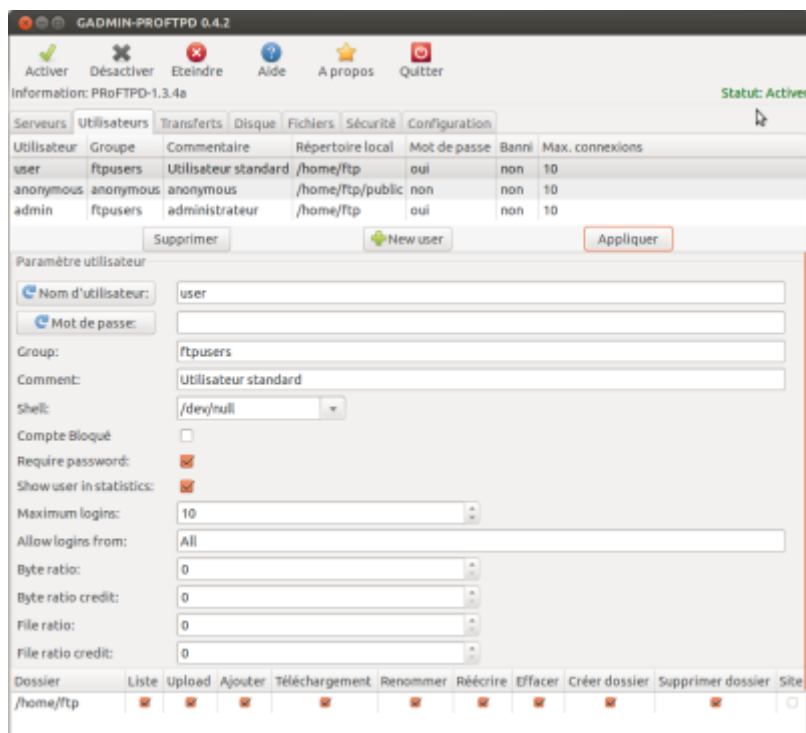 GADMIN-PROFTPD 0.4.2
Activer Désactiver Eteindre Aide A propos Quitter
Information: PRoFTPD-1.3.4a Statut: Activer
Serveurs Utilisateurs Transferts Disque Fichiers Sécurité Configuration
Utilisateur Groupe Commentaire Répertoire local Mot de passe Banni Max. connexions
user ftpusers Utilisateur standard /home/ftp oui non 10
anonymous anonymous anonymous /home/ftp/public non non 10
admin ftpusers administrateur /home/ftp oui non 10
Supprimer New user Appliquer
Paramètre utilisateur
Nom d'utilisateur: user
Mot de passe:
Group: ftpusers
Comment: Utilisateur standard
Shell: /dev/null
Compte Bloqué
Require password:
Show user in statistics:
Maximum logins: 10
Allow logins from: All
Byte ratio: 0
Byte ratio credit: 0
File ratio: 0
File ratio credit: 0
Dossier Liste Upload Ajouter Téléchargement Renommer Réécrire Effacer Créer dossier Supprimer dossier Site
/home/ftp